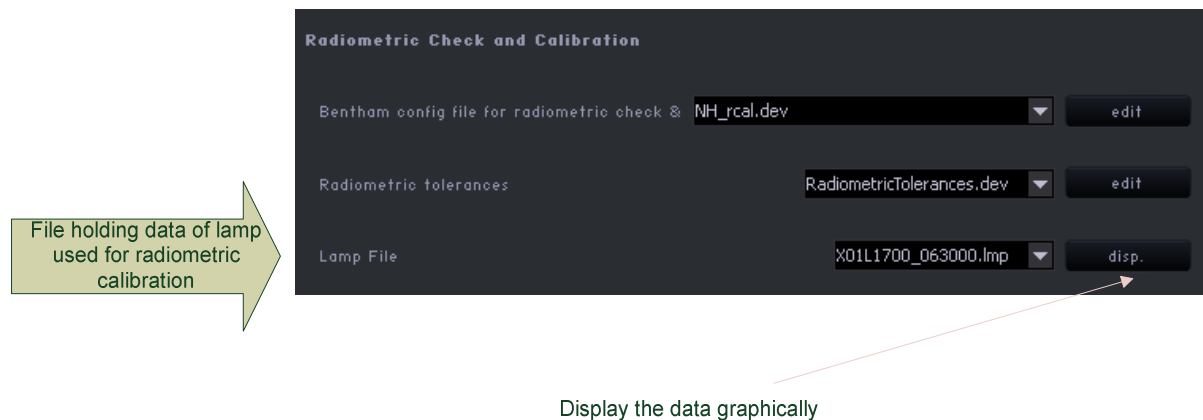 Radiometric Check and Calibration
Bentham config file for radiometric check & NH_rcal.dev edit
Radiometric tolerances RadiometricTolerances.dev edit
File holding data of lamp
used for radiometric
calibration
Lamp File X01L1700_063000.lmp disp.
Display the data graphically